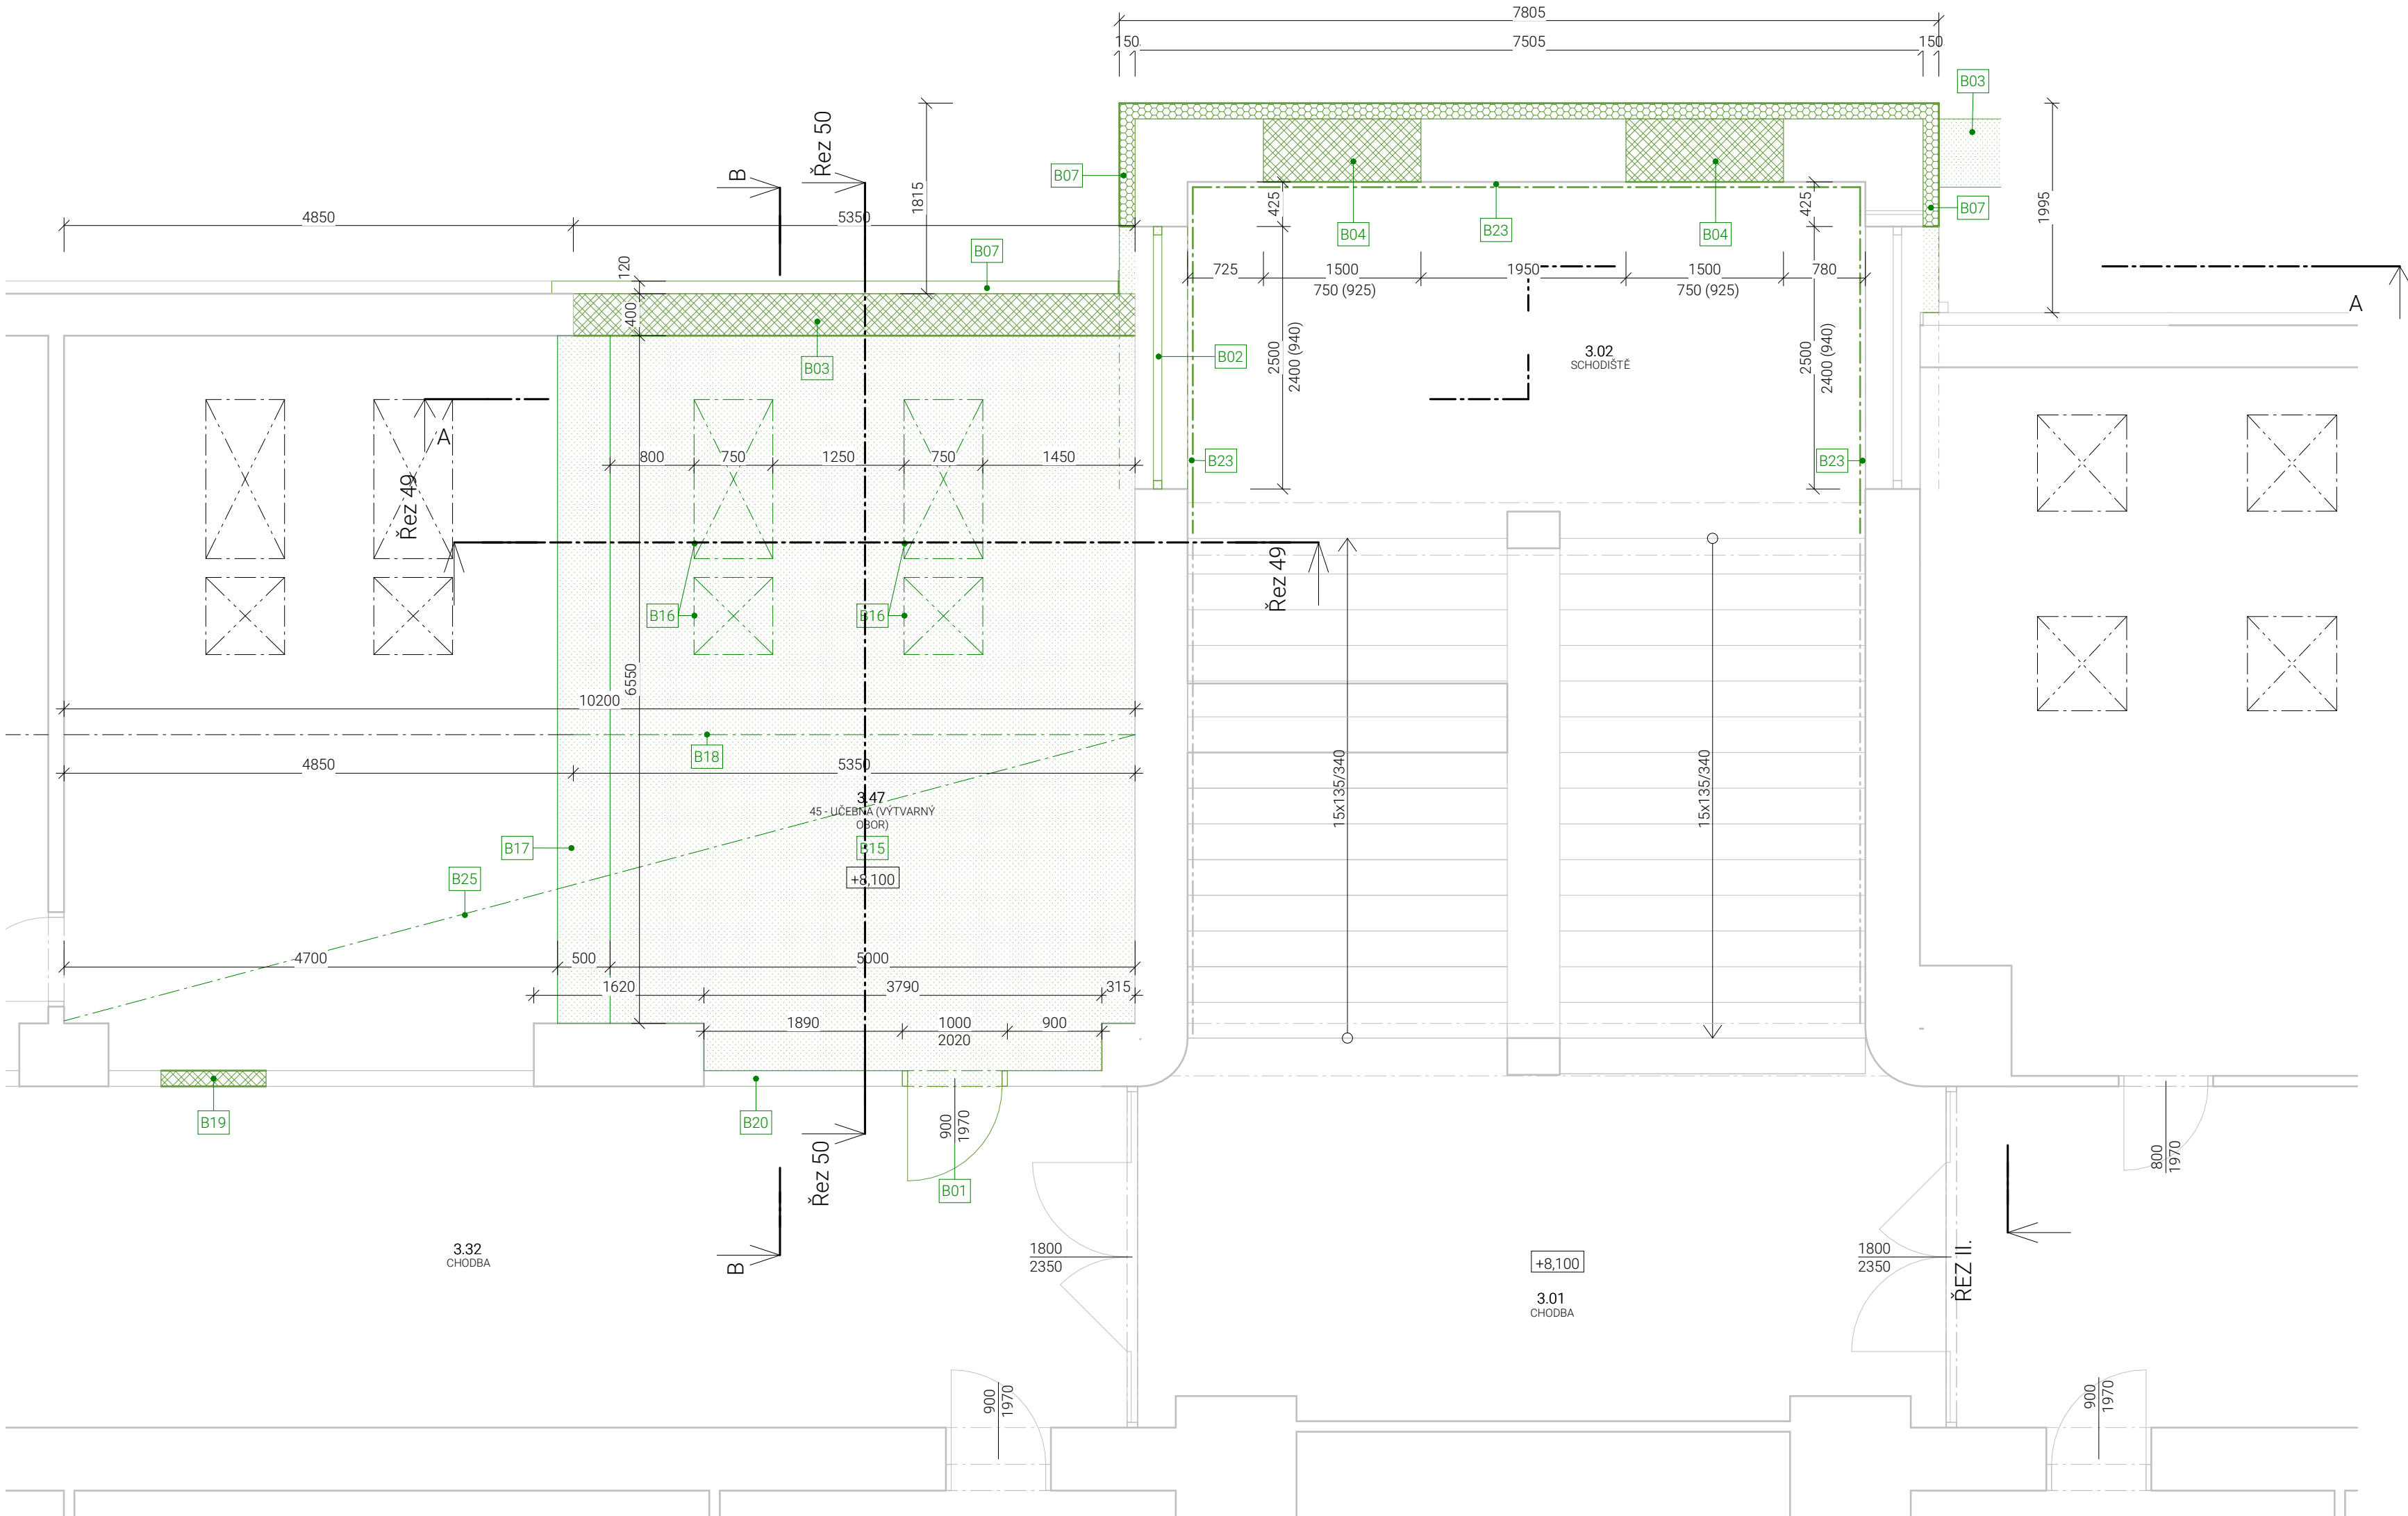 7805
150
7505
150
B03
Řez 50
B
B07
B07
1815
425
425
1995
4850
5350
B04
B23
B04
B07
120
725
1500
1950
1500
780
750 (925)
750 (925)
A
400
B03
B02
2500
2400 (940)
3.02
SCHODIŠTĚ
2500
2400 (940)
A
800
750
1250
750
1450
B23
B23
Řez 49
Řez 49
B16
B16
6550
10200
B18
4850
5350
15x135/340
15x135/340
3.47
45 - UČEBNA (VÝTVARNÝ
OBOR)
B17
B15
+8,100
B25
4700
500
5000
1620
3790
315
1890
1000
900
2020
B19
B20
900
1970
800
1970
Řez 50
B01
3.32
CHODBA
B
1800
2350
1800
2350
ŘEZ II.
+8,100
3.01
CHODBA
900
1970
900
1970